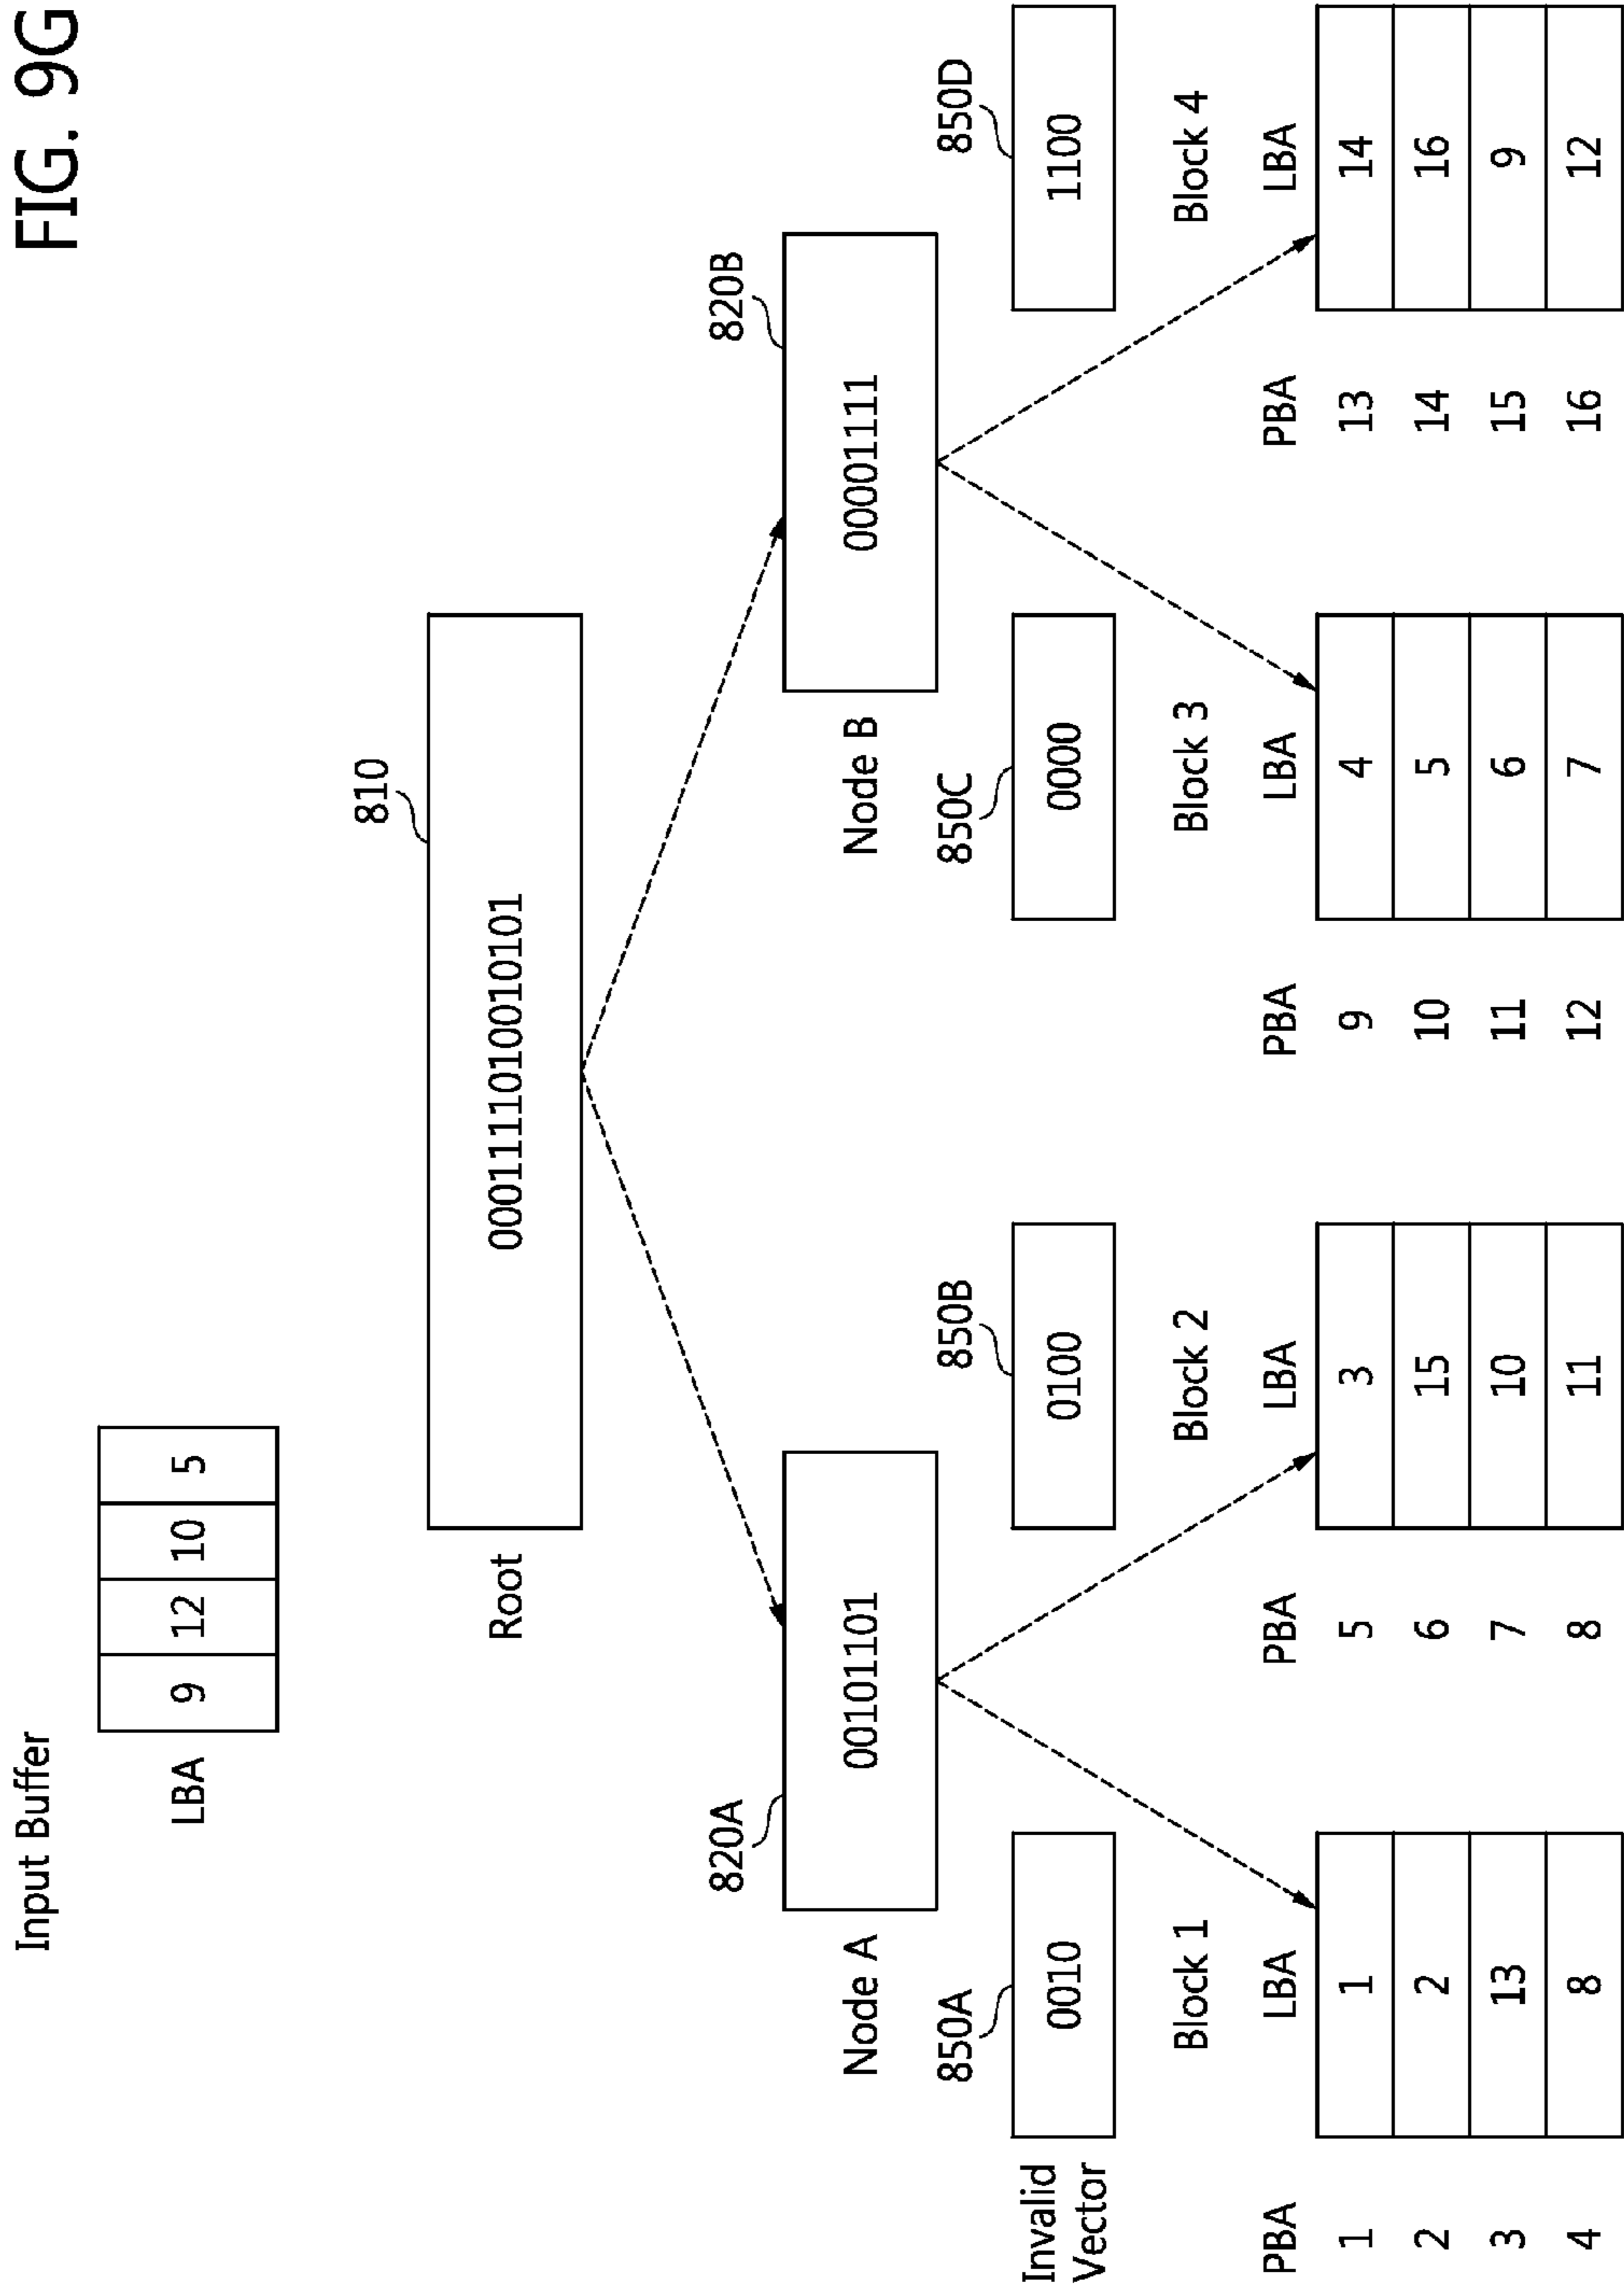 FIG. 9G
Input Buffer
LBA 9 12 10 5
810
Root 0001111010010101
820A 820B
Node A 00101101 Node B 00001111
850A 850B 850C 850D
Invalid Vector 0010 0100 0000 1100
Block 1 Block 2 Block 3 Block 4
PBA LBA PBA LBA PBA LBA PBA LBA
1 1 5 3 9 4 13 14
2 2 6 15 10 5 14 16
3 13 7 10 11 6 15 9
4 8 8 11 12 7 16 12